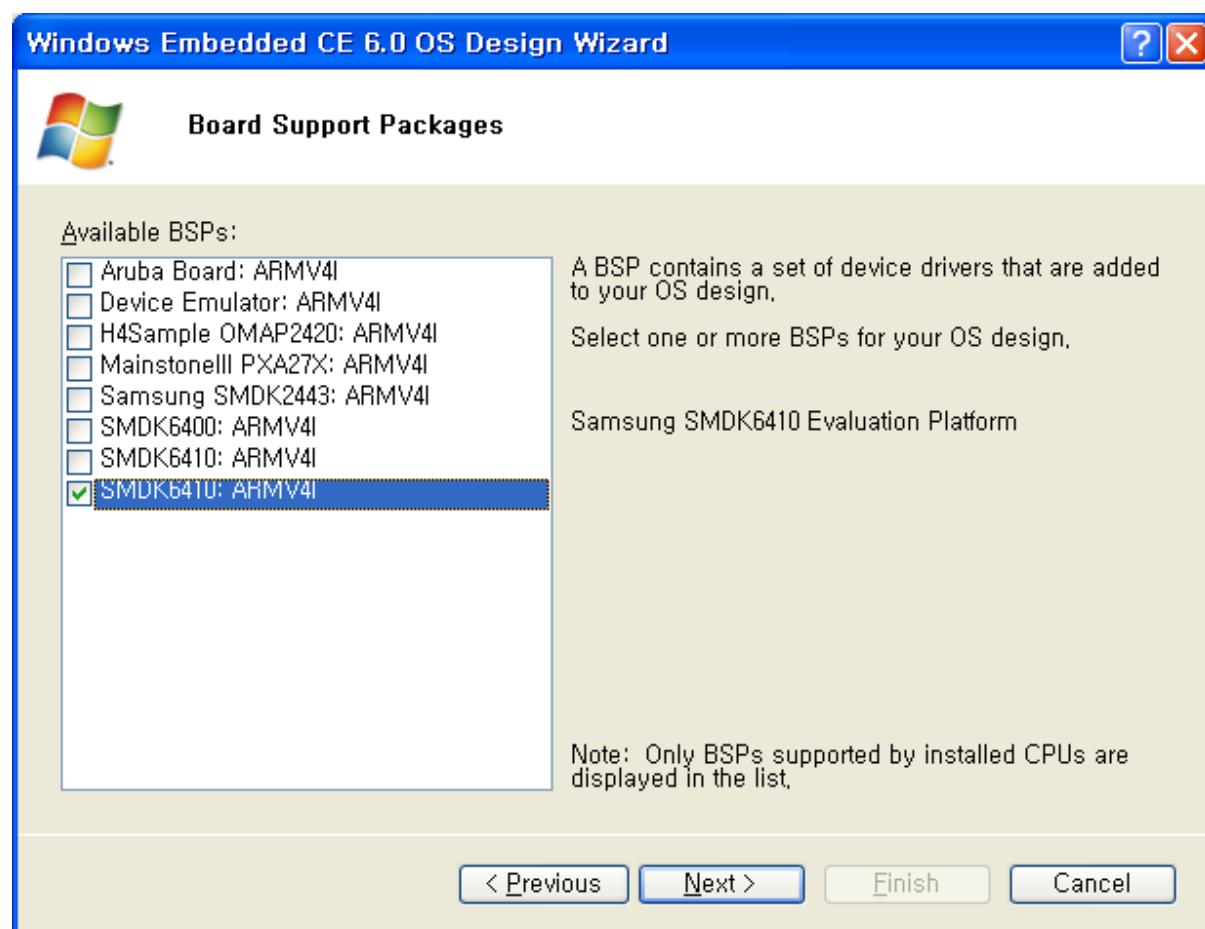 Windows Embedded CE 6.0 OS Design Wizard
Board Support Packages
Available BSPs:
Aruba Board: ARMV4I
Device Emulator: ARMV4I
H4Sample OMAP2420: ARMV4I
MainstoneIII PXA27X: ARMV4I
Samsung SMDK2443: ARMV4I
SMDK6400: ARMV4I
SMDK6410: ARMV4I
SMDK6410: ARMV4I
A BSP contains a set of device drivers that are added
to your OS design.
Select one or more BSPs for your OS design.
Samsung SMDK6410 Evaluation Platform
Note: Only BSPs supported by installed CPUs are
displayed in the list.
< Previous
Next >
Finish
Cancel